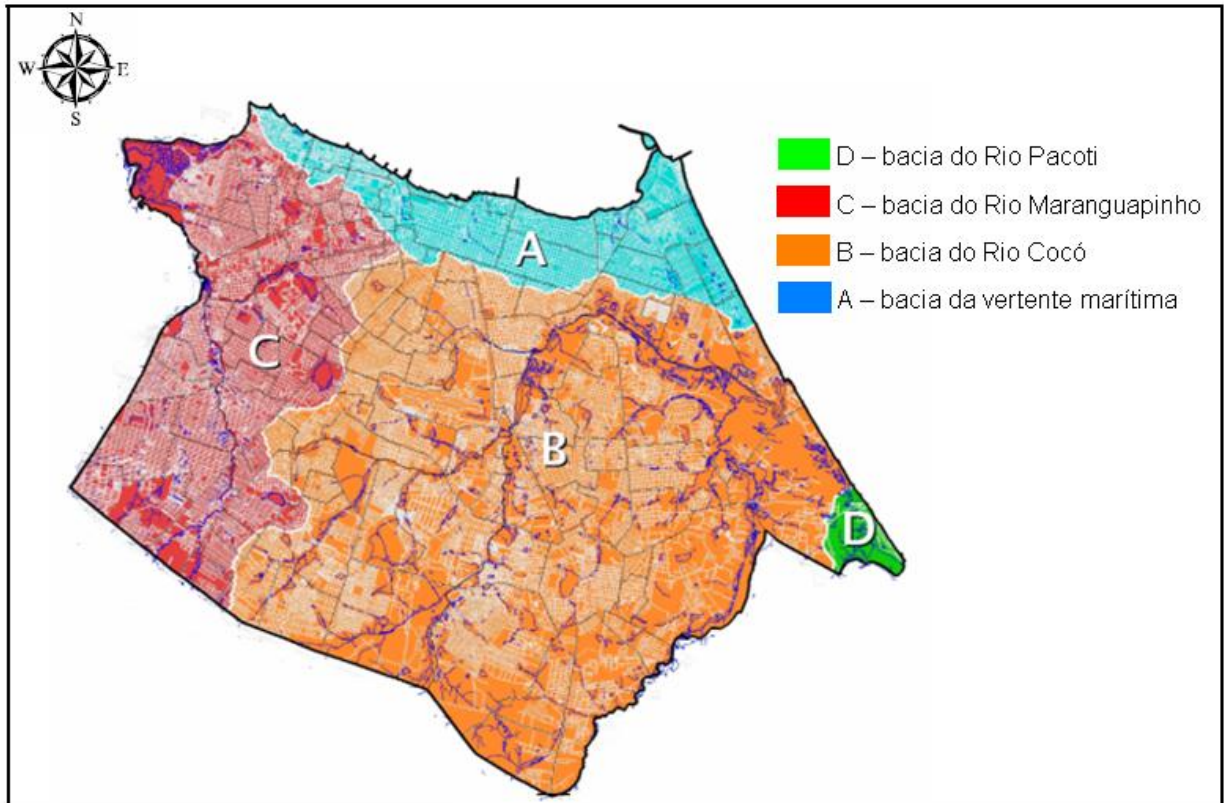 N
W E
S
D – bacia do Rio Pacoti
C – bacia do Rio Maranguapinho
B – bacia do Rio Cocó
A – bacia da vertente marítima
A
C
B
D